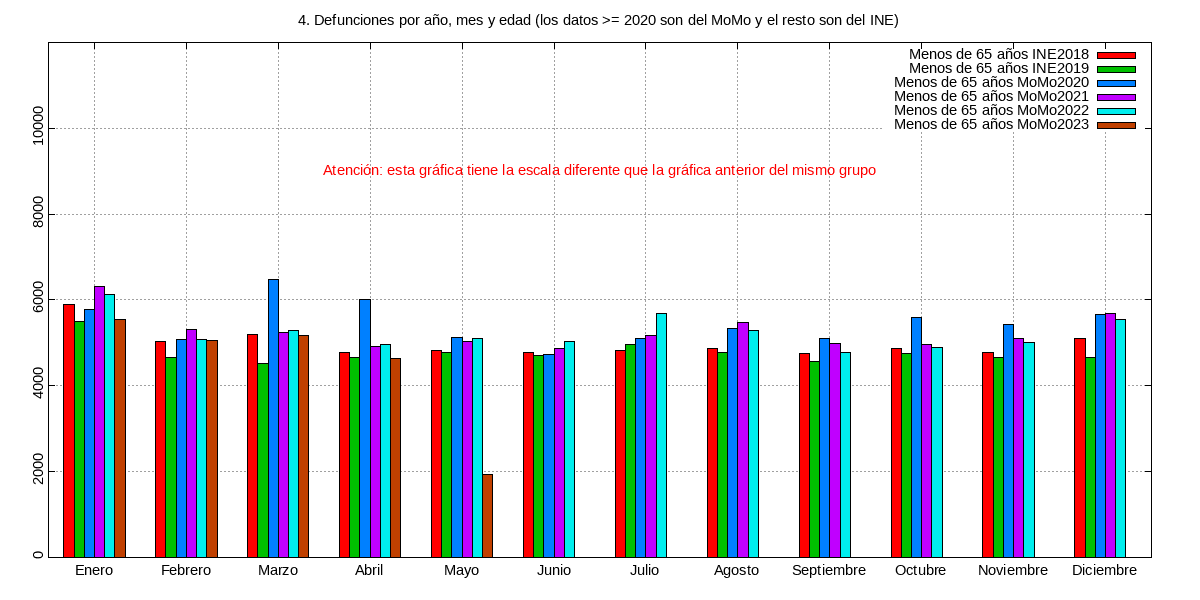 4. Defunciones por año, mes y edad (los datos >= 2020 son del MoMo y el resto son del INE)
Menos de 65 años INE2018
Menos de 65 años INE2019
Menos de 65 años MoMo2020
Menos de 65 años MoMo2021
Menos de 65 años MoMo2022
Menos de 65 años MoMo2023
Atención: esta gráfica tiene la escala diferente que la gráfica anterior del mismo grupo
10000
8000
6000
4000
2000
0
Enero Febrero Marzo Abril Mayo Junio Julio Agosto Septiembre Octubre Noviembre Diciembre